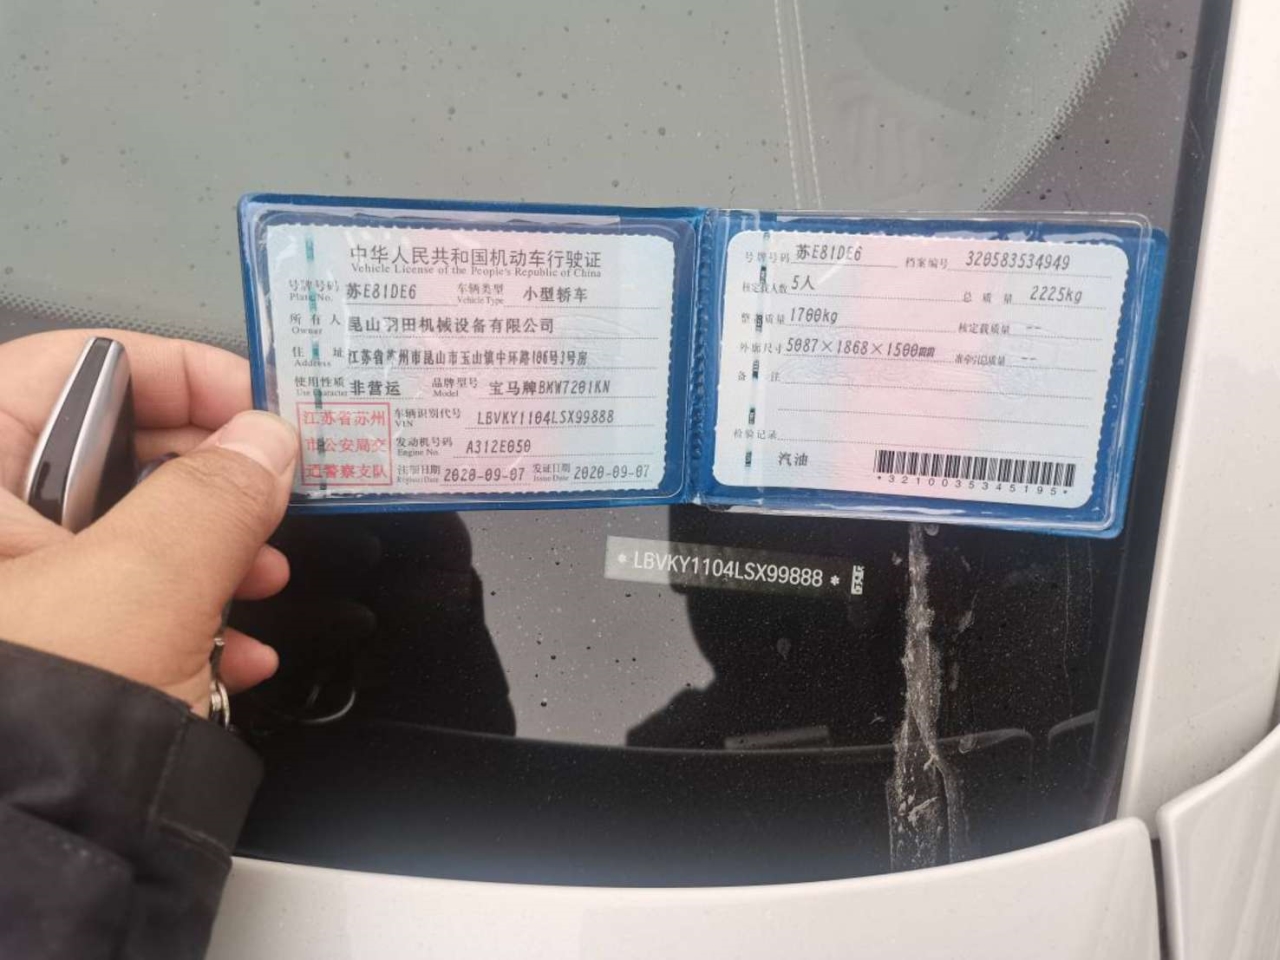 中华人民共和国机动车行驶证
Vehicle License of the People's Republic of China
号牌号码 苏E81DE6 车辆类型 小型轿车
Plate No. Vehicle Type
所有人 昆山羽田机械设备有限公司
Owner
住址 江苏省苏州市昆山市玉山镇中环路106号3号房
Address
使用性质 非营运 品牌型号 宝马牌BMW7201KN
Use Character Model
江苏省苏州
市公安局交
通警察支队
车辆识别代号 LBVKY1104LSX99888
VIN
发动机号码 A312E050
Engine No.
注册日期 2020-09-07 发证日期 2020-09-07
Register Date Issue Date
号牌号码 苏E81DE6 档案编号 320583534949
核定载人数 5人 总质量 2225kg
整备质量 1700kg 核定载质量 --
外廓尺寸 5087×1868×1500mm 准牵引总质量 --
备注
检验记录
汽油
*3210035345195*
* LBVKY1104LSX99888 *